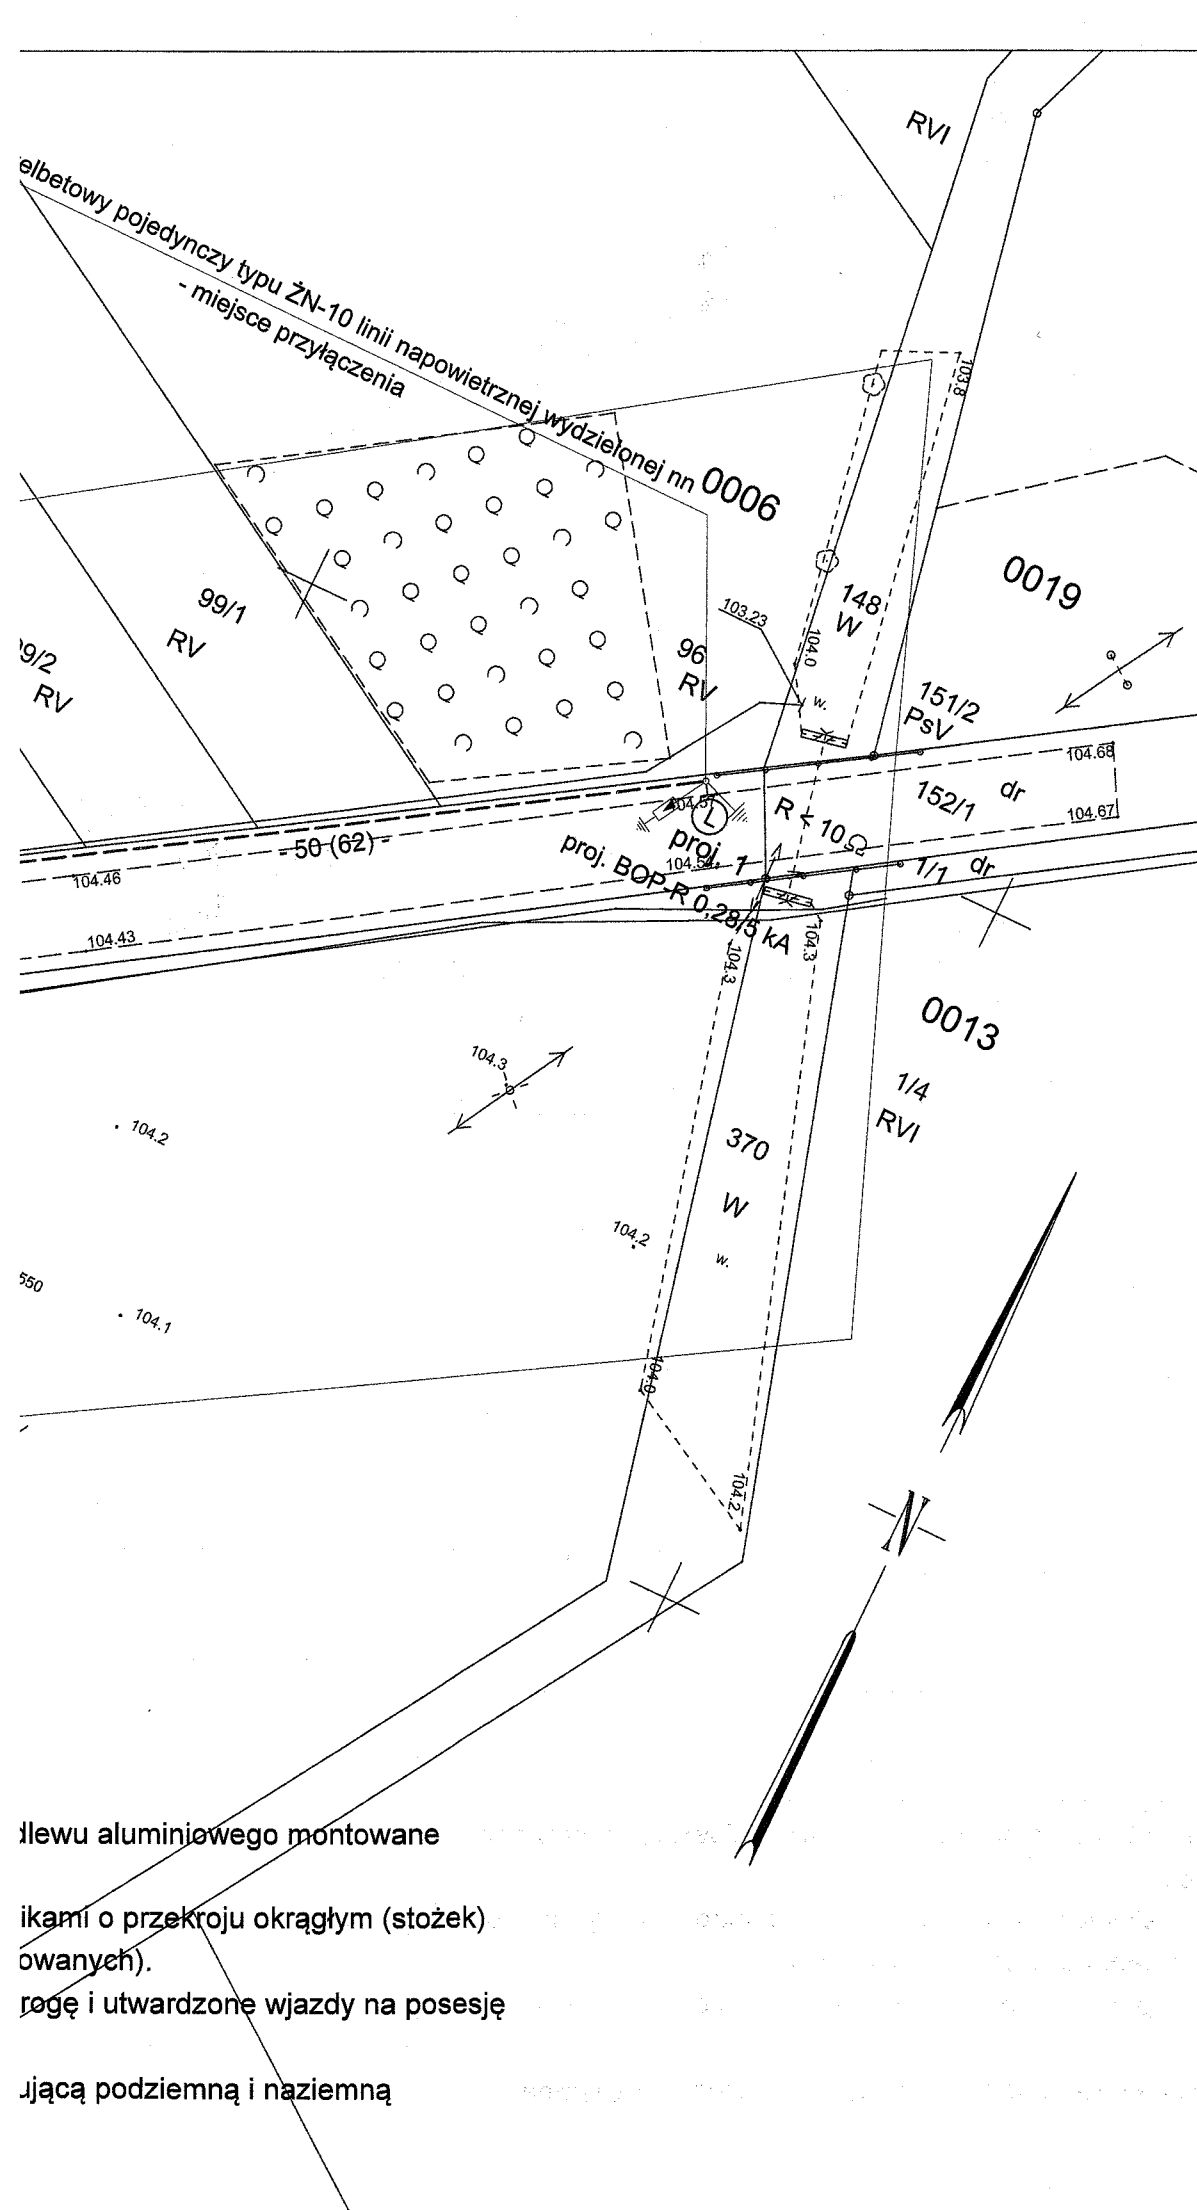 RVI
elbetowy pojedynczy typu ŻN-10 linii napowietrznej wydzielonej nn
- miejsce przyłączenia
103.8
0006
0019
99/1
RV
99/2
RV
96
RV
103.23
148
W
104.0
w.
151/2
PsV
104.68
152/1
dr
104.67
104.51
L
R < 10 Ω
- 50 (62) -
proj. 1
104.54
proj. BOP-R 0,28/5 kA
1/1
dr
104.46
104.43
104.3
104.3
0013
104.3
1/4
RVI
104.2
370
W
w.
104.2
550
104.1
104.0
104.2
N
dlewu aluminiowego montowane
ikami o przekroju okrągłym (stożek)
owanych).
rogę i utwardzone wjazdy na posesję
ującą podziemną i naziemną